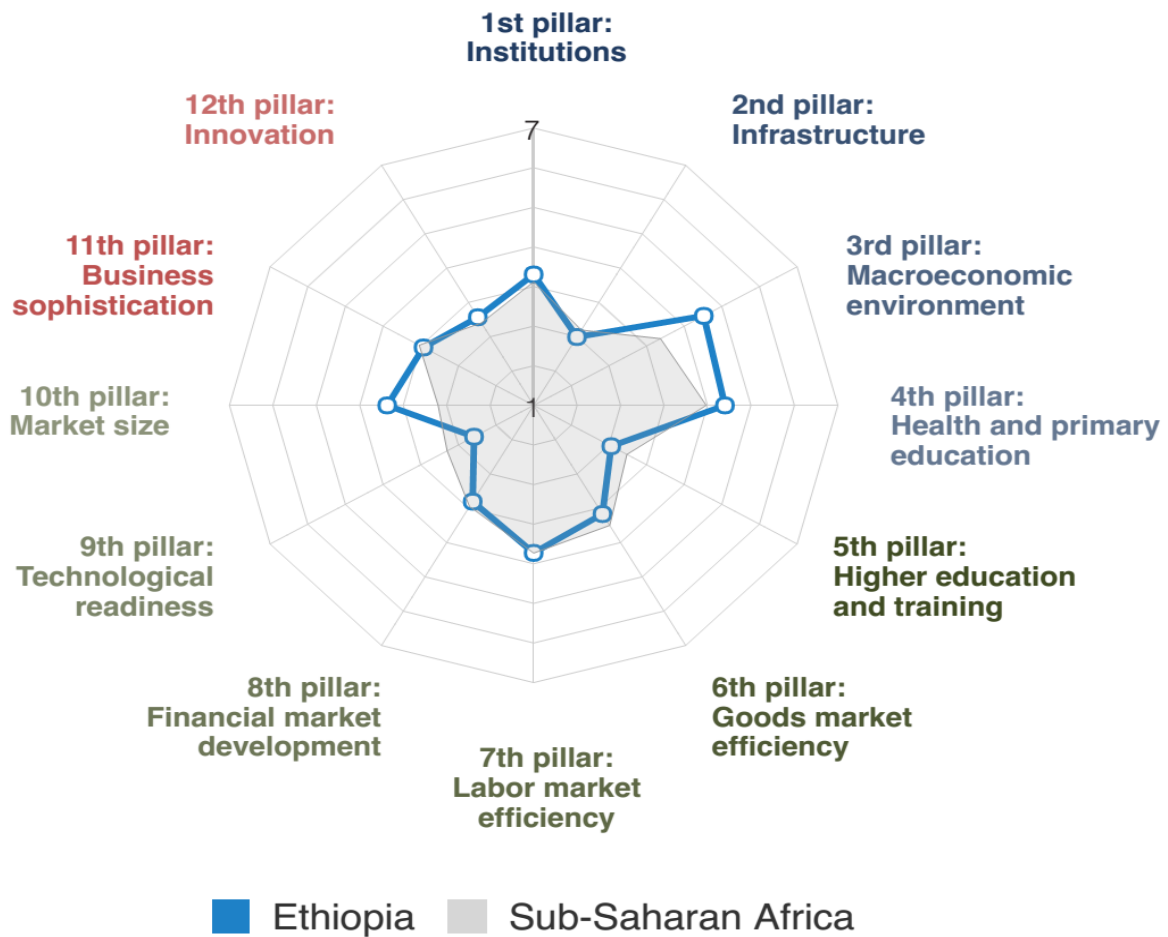 1st pillar:
Institutions
2nd pillar:
Infrastructure
3rd pillar:
Macroeconomic
environment
4th pillar:
Health and primary
education
5th pillar:
Higher education
and training
6th pillar:
Goods market
efficiency
7th pillar:
Labor market
efficiency
8th pillar:
Financial market
development
9th pillar:
Technological
readiness
10th pillar:
Market size
11th pillar:
Business
sophistication
12th pillar:
Innovation
7
1
Ethiopia
Sub-Saharan Africa